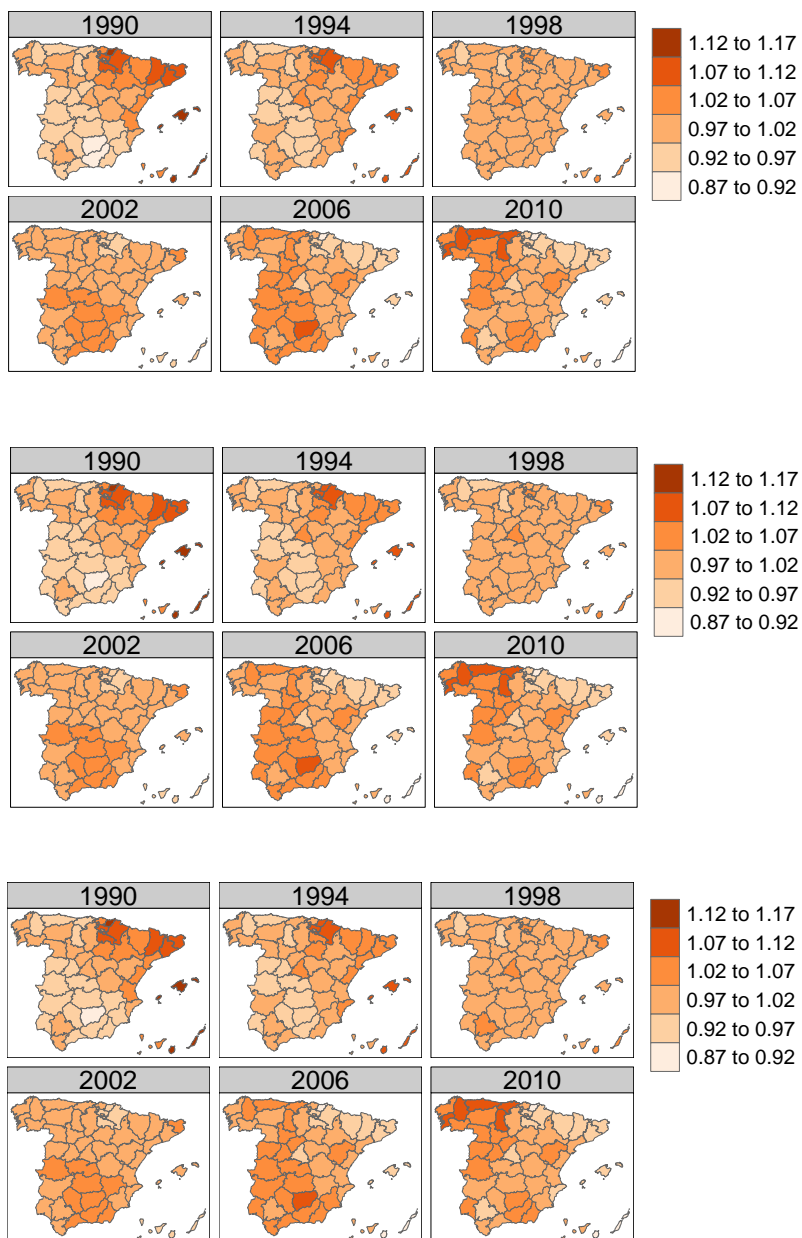 1990 1994 1998
1.12 to 1.17
1.07 to 1.12
1.02 to 1.07
0.97 to 1.02
0.92 to 0.97
0.87 to 0.92
2002 2006 2010
1990 1994 1998
1.12 to 1.17
1.07 to 1.12
1.02 to 1.07
0.97 to 1.02
0.92 to 0.97
0.87 to 0.92
2002 2006 2010
1990 1994 1998
1.12 to 1.17
1.07 to 1.12
1.02 to 1.07
0.97 to 1.02
0.92 to 0.97
0.87 to 0.92
2002 2006 2010